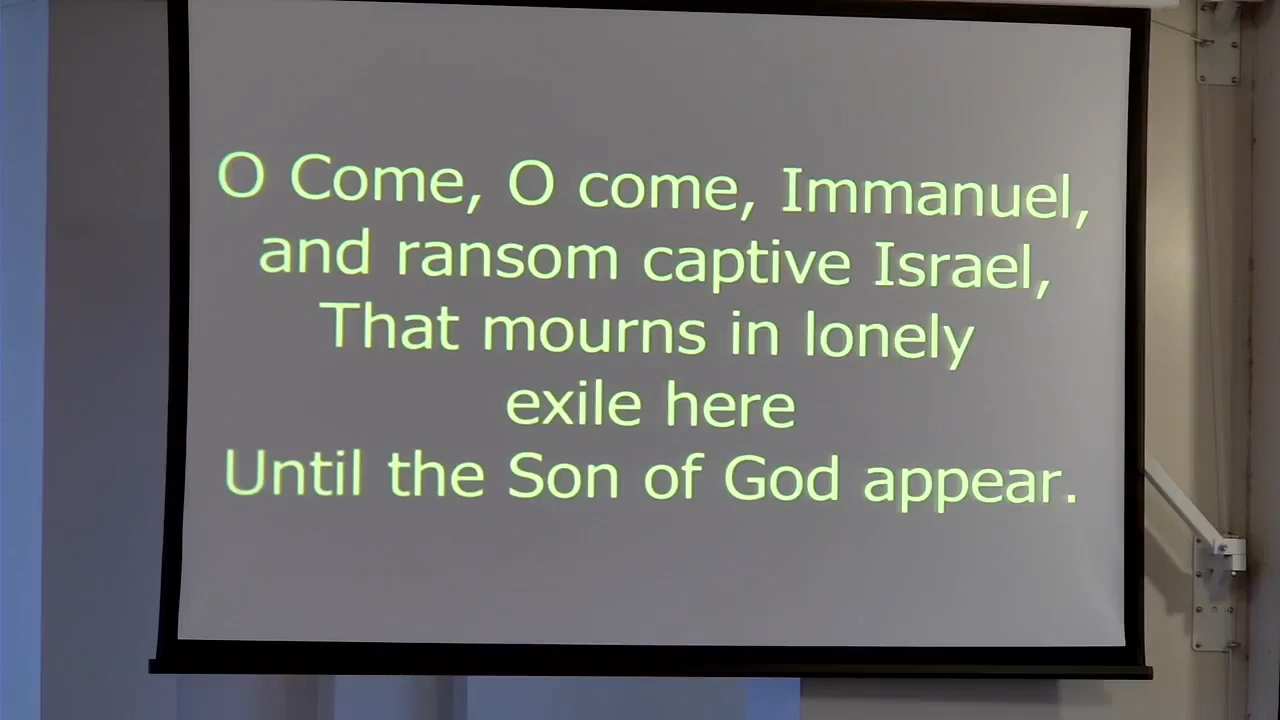 O Come, O come, Immanuel,
and ransom captive Israel,
That mourns in lonely
exile here
Until the Son of God appear.